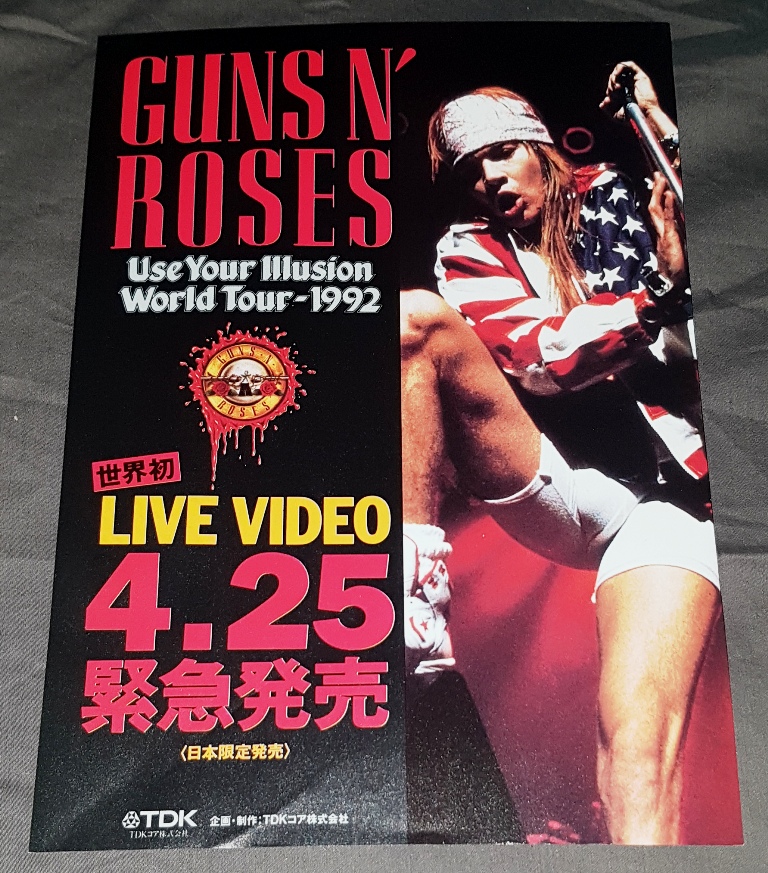 GUNS N'
ROSES
Use Your Illusion
World Tour-1992
GUNS·N·
ROSES
世界初
LIVE VIDEO
4.25
緊急発売
〈日本限定発売〉
TDK
TDKコア株式会社
企画・制作：TDKコア株式会社